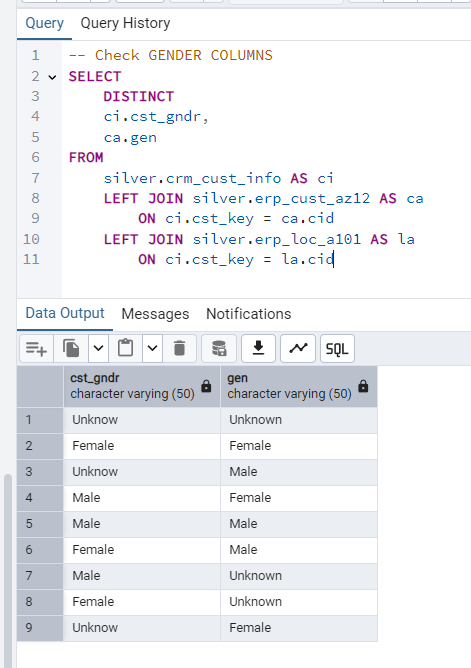 Query Query History
1 -- Check GENDER COLUMNS
2 SELECT
3 DISTINCT
4 ci.cst_gndr,
5 ca.gen
6 FROM
7 silver.crm_cust_info AS ci
8 LEFT JOIN silver.erp_cust_az12 AS ca
9 ON ci.cst_key = ca.cid
10 LEFT JOIN silver.erp_loc_a101 AS la
11 ON ci.cst_key = la.cid
Data Output Messages Notifications
SQL
cst_gndr gen
character varying (50) character varying (50)
1 Unknow Unknown
2 Female Female
3 Unknow Male
4 Male Female
5 Male Male
6 Female Male
7 Male Unknown
8 Female Unknown
9 Unknow Female